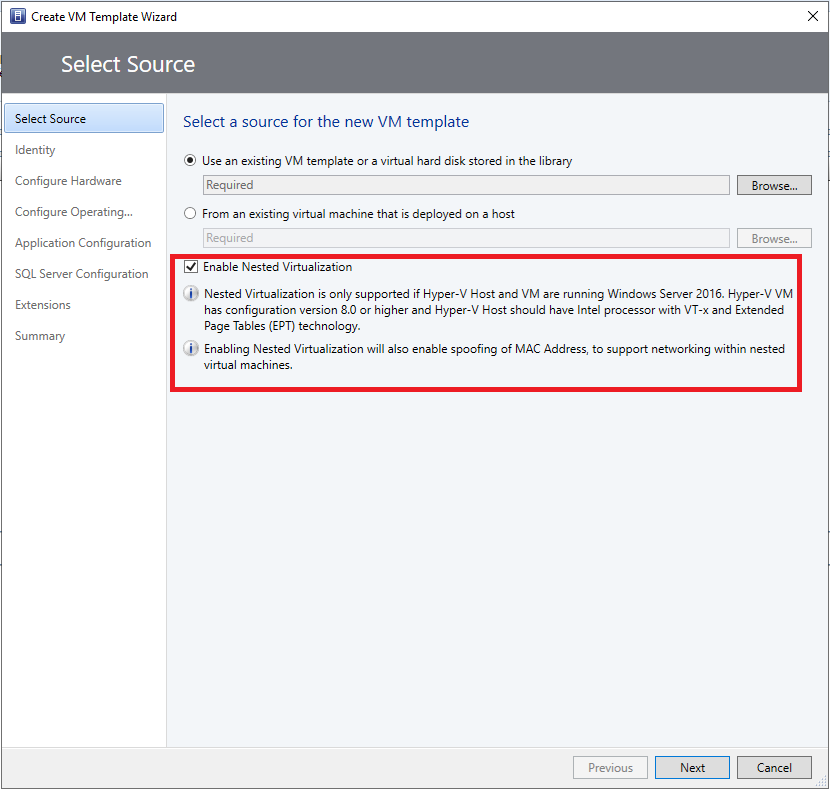 Create VM Template Wizard
Select Source
Select Source
Identity
Configure Hardware
Configure Operating...
Application Configuration
SQL Server Configuration
Extensions
Summary
Select a source for the new VM template
Use an existing VM template or a virtual hard disk stored in the library
Required
Browse...
From an existing virtual machine that is deployed on a host
Required
Browse...
Enable Nested Virtualization
Nested Virtualization is only supported if Hyper-V Host and VM are running Windows Server 2016. Hyper-V VM
has configuration version 8.0 or higher and Hyper-V Host should have Intel processor with VT-x and Extended
Page Tables (EPT) technology.
Enabling Nested Virtualization will also enable spoofing of MAC Address, to support networking within nested
virtual machines.
Previous
Next
Cancel